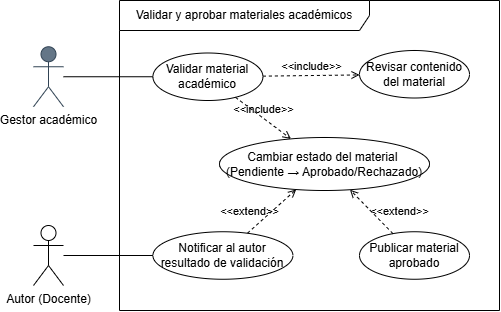 Validar y aprobar materiales académicos
Validar material
académico
<<include>>
Revisar contenido
del material
Gestor académico
<<include>>
Cambiar estado del material
(Pendiente → Aprobado/Rechazado)
<<extend>>
<<extend>>
Notificar al autor
resultado de validación
Publicar material
aprobado
Autor (Docente)